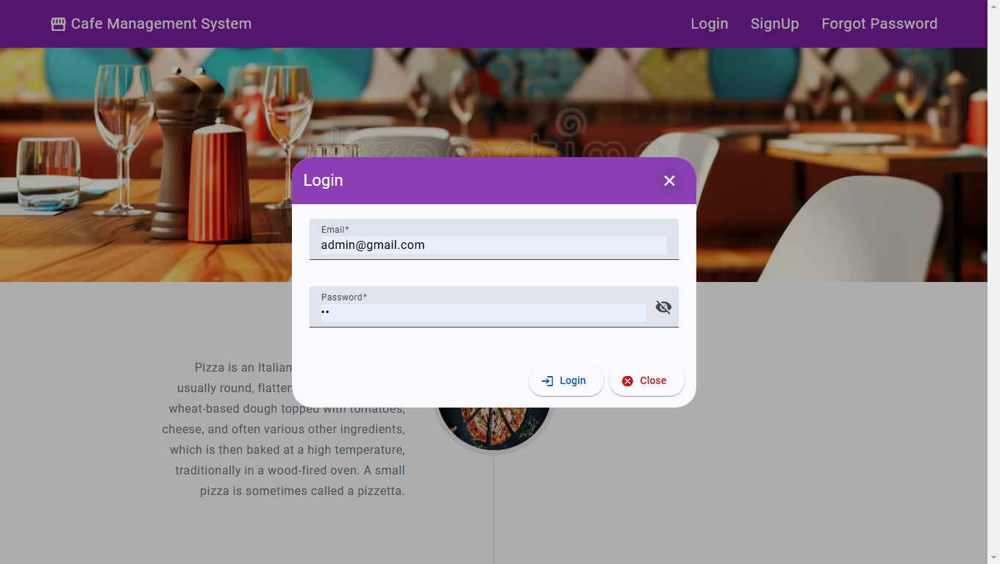 Cafe Management System
Login SignUp Forgot Password
Login
Email*
admin@gmail.com
Password*
••
Login Close
Pizza is an Italian
usually round, flatten
wheat-based dough topped with tomatoes,
cheese, and often various other ingredients,
which is then baked at a high temperature,
traditionally in a wood-fired oven. A small
pizza is sometimes called a pizzetta.